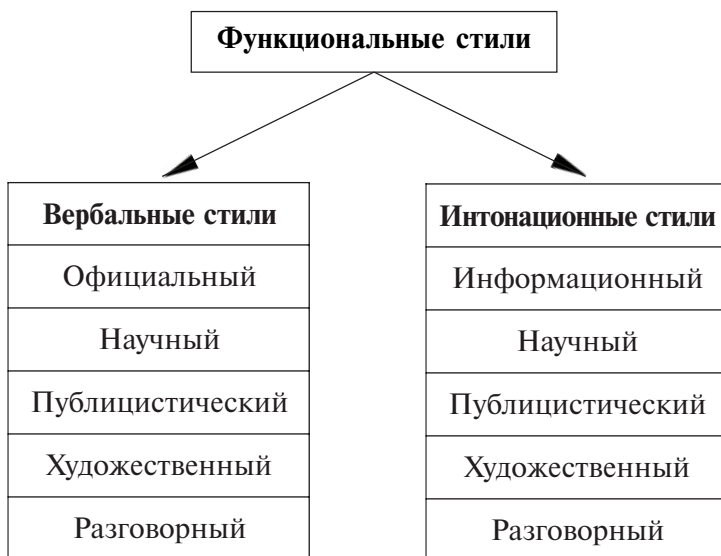 Функциональные стили
Вербальные стили
Официальный
Научный
Публицистический
Художественный
Разговорный
Интонационные стили
Информационный
Научный
Публицистический
Художественный
Разговорный